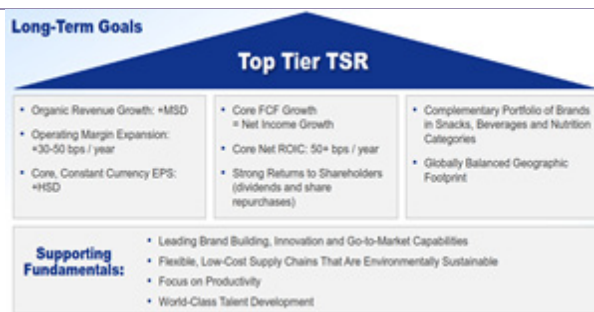 Long-Term Goals
Top Tier TSR
• Organic Revenue Growth: +MSD
• Operating Margin Expansion:
+30-50 bps / year
• Core, Constant Currency EPS:
+HSD
• Core FCF Growth
= Net Income Growth
• Core Net ROIC: 50+ bps / year
• Strong Returns to Shareholders
(dividends and share
repurchases)
• Complementary Portfolio of Brands
in Snacks, Beverages and Nutrition
Categories
• Globally Balanced Geographic
Footprint
Supporting
Fundamentals:
• Leading Brand Building, Innovation and Go-to-Market Capabilities
• Flexible, Low-Cost Supply Chains That Are Environmentally Sustainable
• Focus on Productivity
• World-Class Talent Development